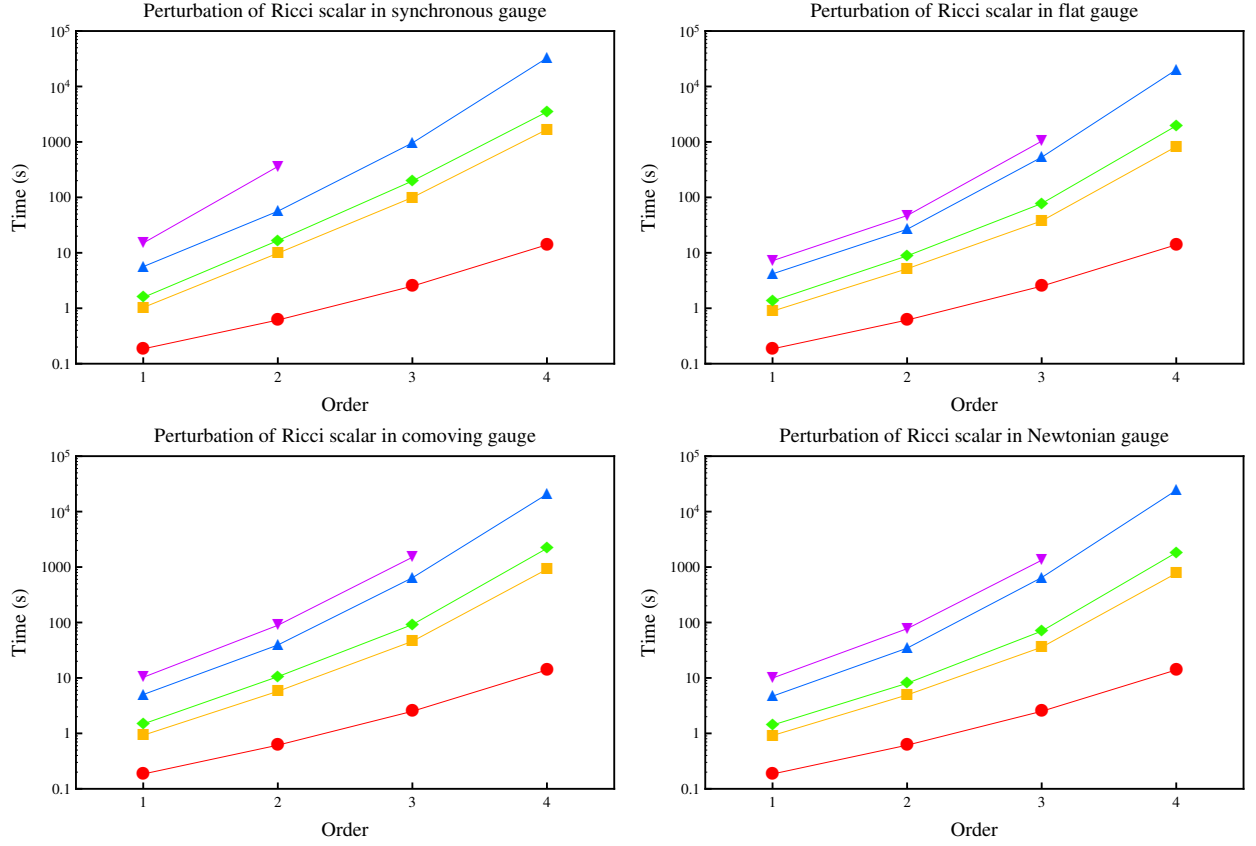 Perturbation of Ricci scalar in synchronous gauge
10^5
10^4
1000
100
10
1
0.1
Time (s)
1 2 3 4
Order
Perturbation of Ricci scalar in flat gauge
10^5
10^4
1000
100
10
1
0.1
Time (s)
1 2 3 4
Order
Perturbation of Ricci scalar in comoving gauge
10^5
10^4
1000
100
10
1
0.1
Time (s)
1 2 3 4
Order
Perturbation of Ricci scalar in Newtonian gauge
10^5
10^4
1000
100
10
1
0.1
Time (s)
1 2 3 4
Order